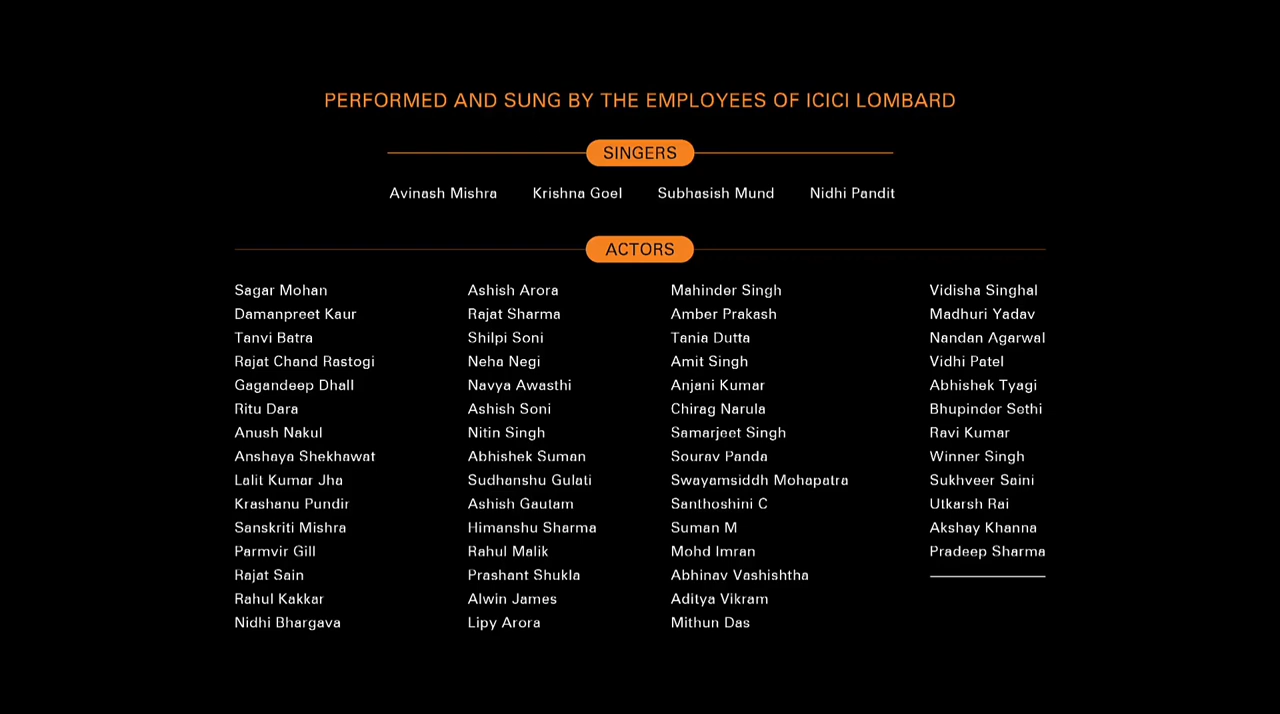 PERFORMED AND SUNG BY THE EMPLOYEES OF ICICI LOMBARD
SINGERS
Avinash Mishra Krishna Goel Subhasish Mund Nidhi Pandit
ACTORS
Sagar Mohan Ashish Arora Mahinder Singh Vidisha Singhal
Damanpreet Kaur Rajat Sharma Amber Prakash Madhuri Yadav
Tanvi Batra Shilpi Soni Tania Dutta Nandan Agarwal
Rajat Chand Rastogi Neha Negi Amit Singh Vidhi Patel
Gagandeep Dhall Navya Awasthi Anjani Kumar Abhishek Tyagi
Ritu Dara Ashish Soni Chirag Narula Bhupinder Sethi
Anush Nakul Nitin Singh Samarjeet Singh Ravi Kumar
Anshaya Shekhawat Abhishek Suman Sourav Panda Winner Singh
Lalit Kumar Jha Sudhanshu Gulati Swayamsiddh Mohapatra Sukhveer Saini
Krashanu Pundir Ashish Gautam Santhoshini C Utkarsh Rai
Sanskriti Mishra Himanshu Sharma Suman M Akshay Khanna
Parmvir Gill Rahul Malik Mohd Imran Pradeep Sharma
Rajat Sain Prashant Shukla Abhinav Vashishtha
Rahul Kakkar Alwin James Aditya Vikram
Nidhi Bhargava Lipy Arora Mithun Das